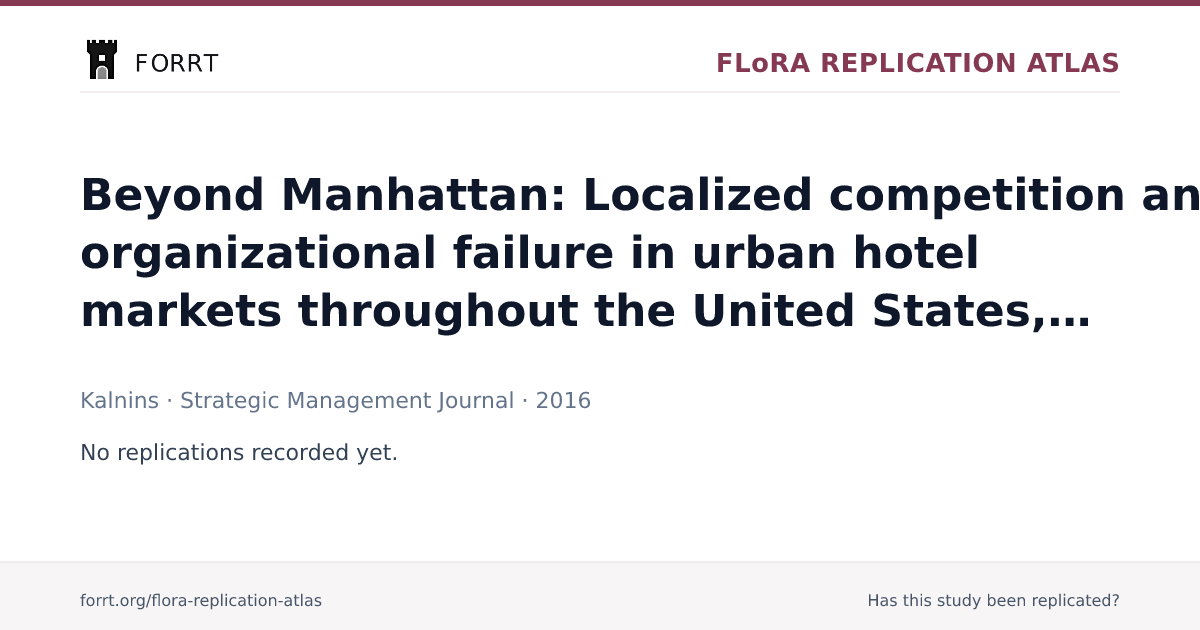 FORRT
FLoRA REPLICATION ATLAS
Beyond Manhattan: Localized competition an
organizational failure in urban hotel
markets throughout the United States,…
Kalnins · Strategic Management Journal · 2016
No replications recorded yet.
forrt.org/flora-replication-atlas
Has this study been replicated?